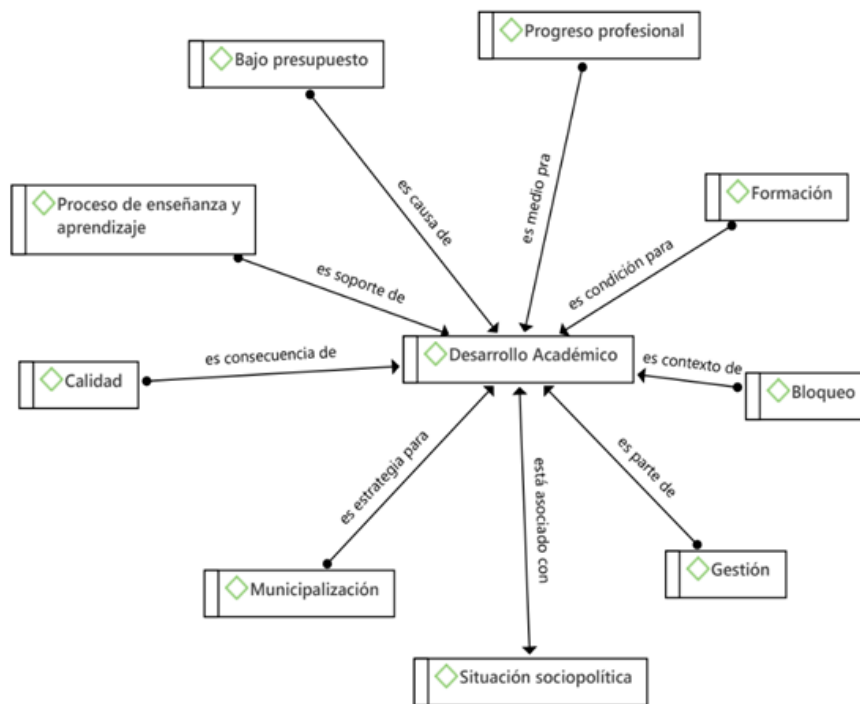 Progreso profesional
Bajo presupuesto
es causa de
es medio pra
Proceso de enseñanza y
aprendizaje
Formación
es soporte de
es condición para
Desarrollo Académico
es consecuencia de
es contexto de
Calidad
Bloqueo
es estrategia para
está asociado con
es parte de
Municipalización
Gestión
Situación sociopolítica